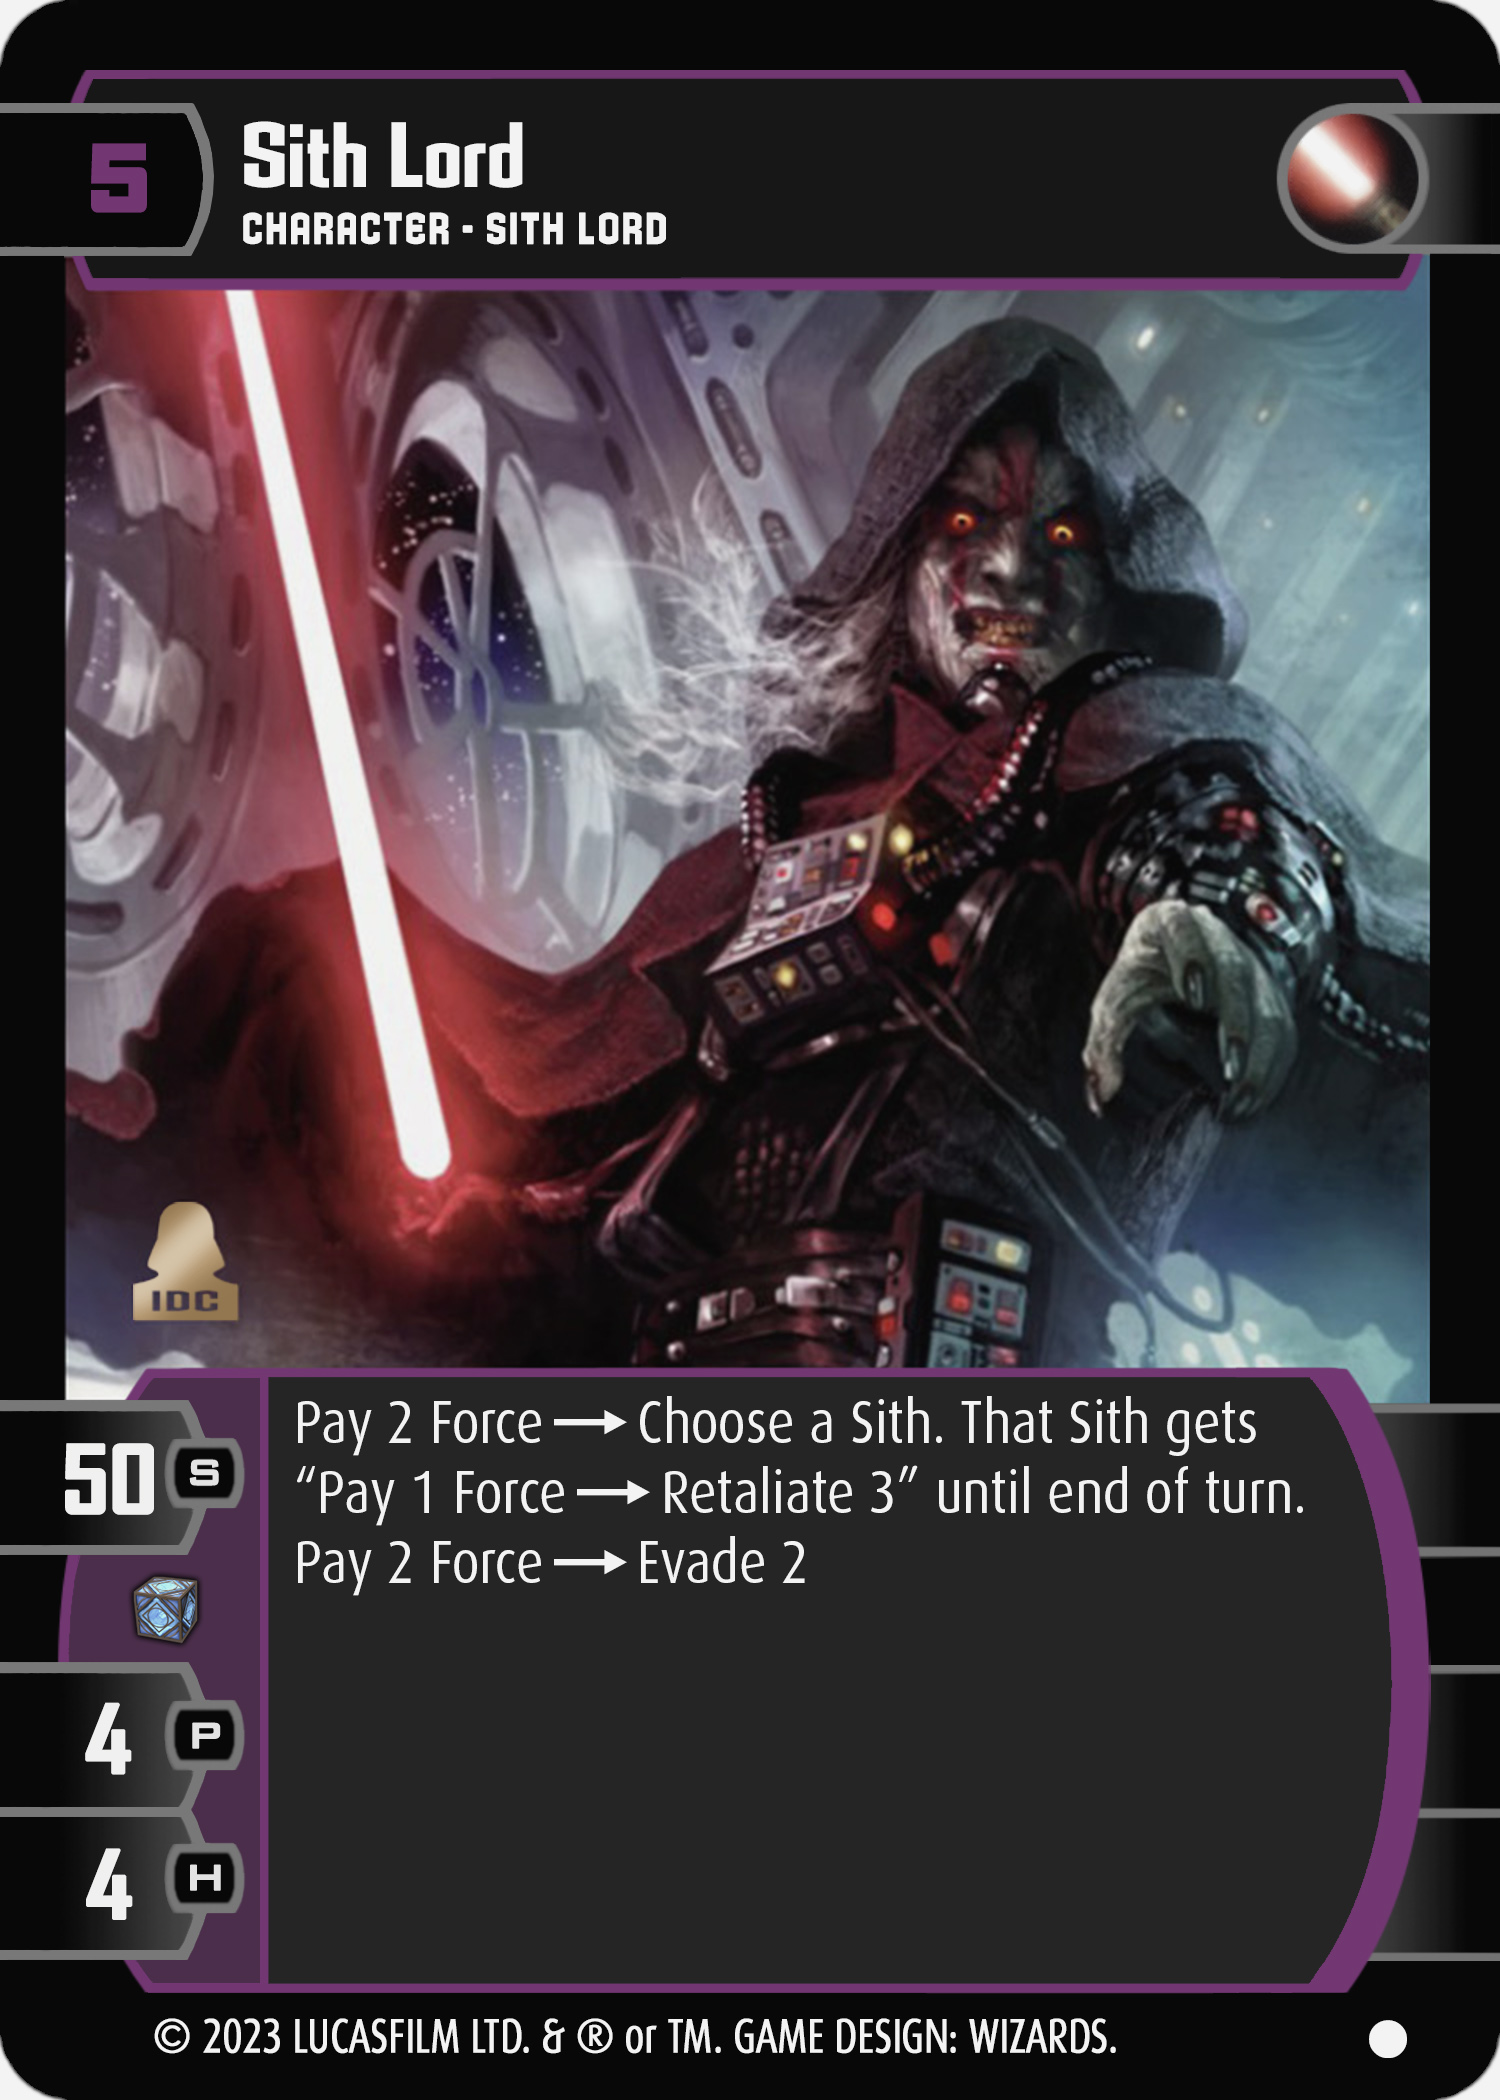 5
Sith Lord
CHARACTER - SITH LORD
IDC
Pay 2 Force → Choose a Sith. That Sith gets
“Pay 1 Force → Retaliate 3” until end of turn.
Pay 2 Force → Evade 2
50 S
4 P
4 H
© 2023 LUCASFILM LTD. & ® or TM. GAME DESIGN: WIZARDS.